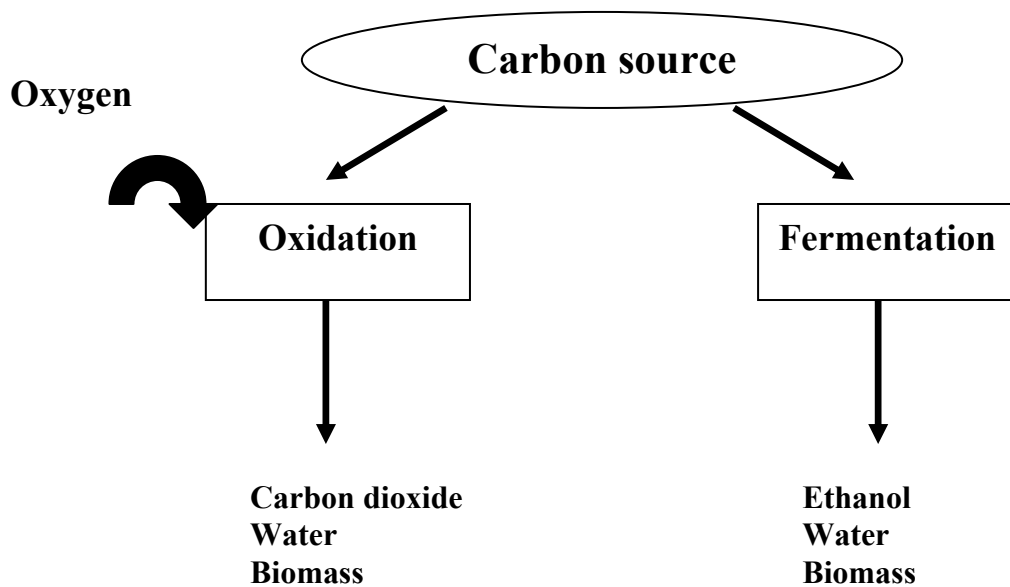 Carbon source
Oxygen
Oxidation
Fermentation
Carbon dioxide
Water
Biomass
Ethanol
Water
Biomass